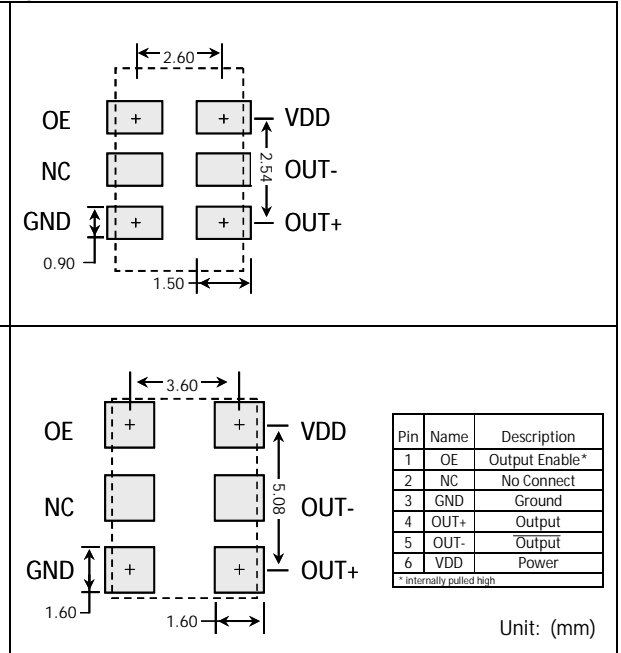 2.60
OE
VDD
NC
2.54
OUT-
GND
OUT+
0.90
1.50
3.60
OE
VDD
NC
5.08
OUT-
GND
OUT+
1.60
1.60
Pin Name Description
1 OE Output Enable*
2 NC No Connect
3 GND Ground
4 OUT+ Output
5 OUT- Output
6 VDD Power
* internally pulled high
Unit: (mm)